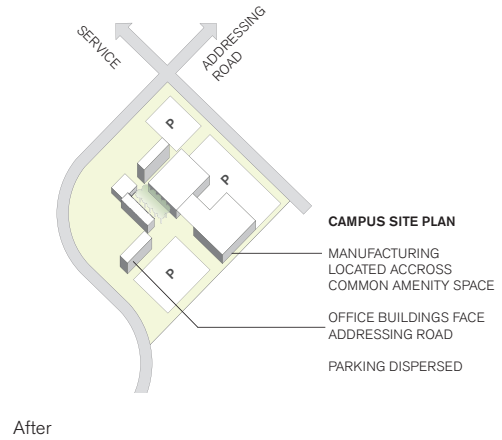 SERVICE
ADDRESSING
ROAD
P
P
P
CAMPUS SITE PLAN
MANUFACTURING
LOCATED ACCROSS
COMMON AMENITY SPACE
OFFICE BUILDINGS FACE
ADDRESSING ROAD
PARKING DISPERSED
After